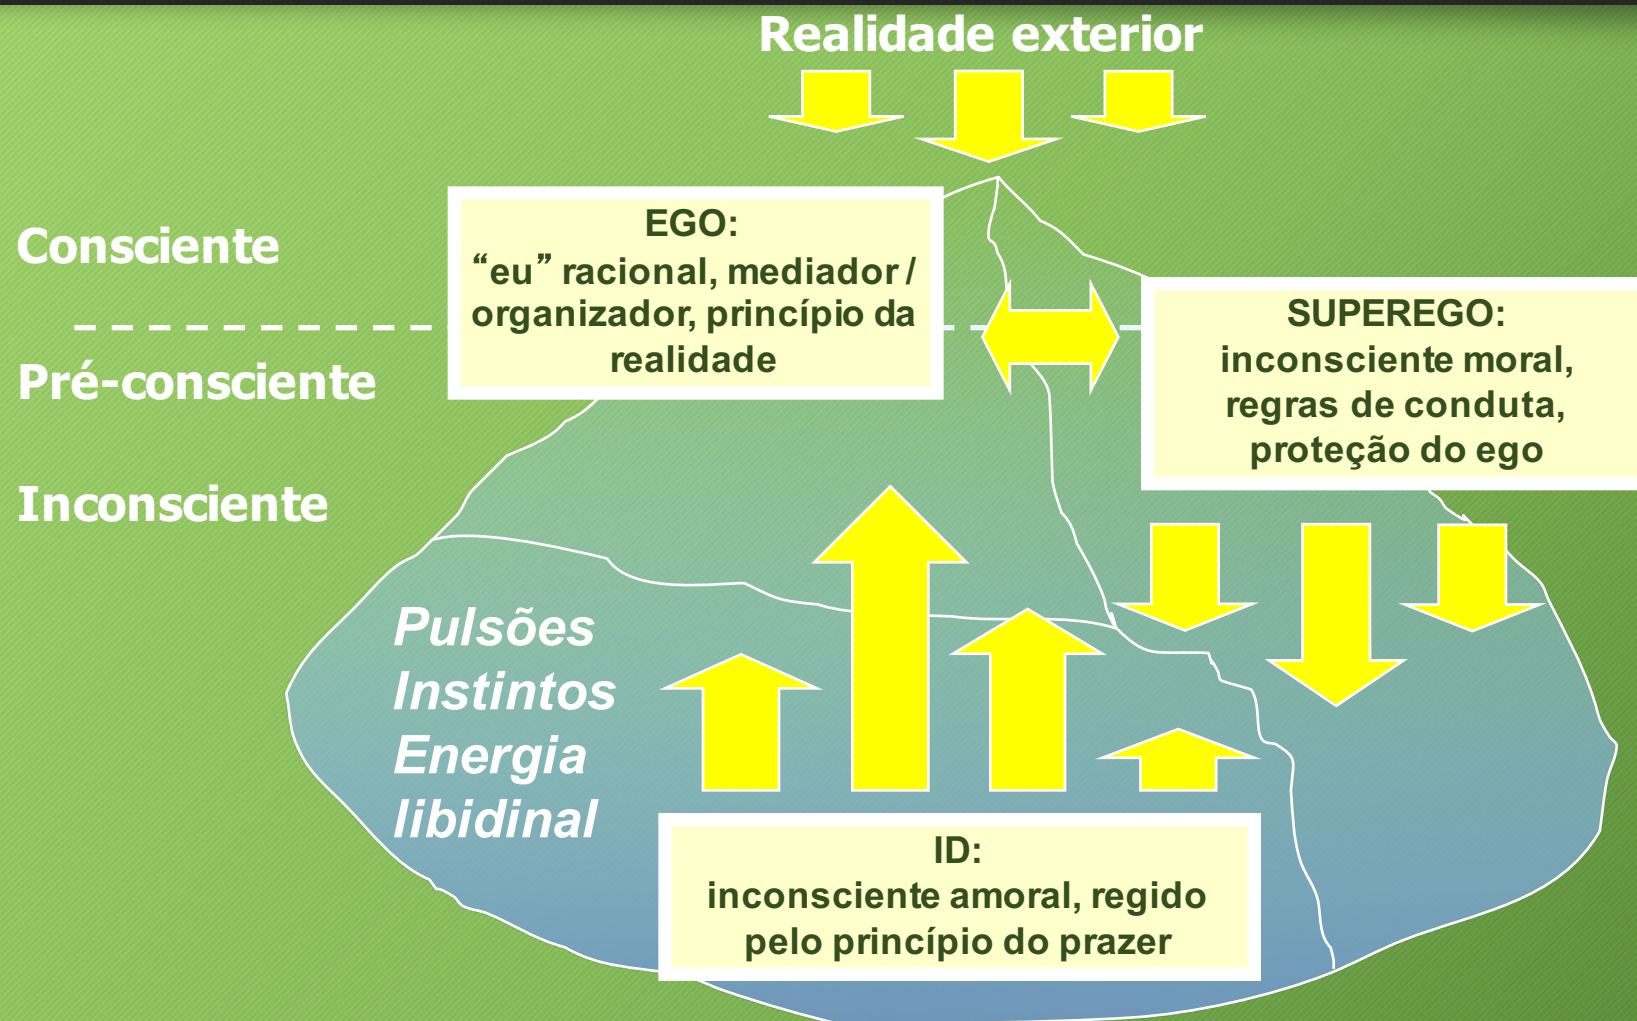 Realidade exterior
Consciente
EGO:
“eu” racional, mediador /
organizador, princípio da
realidade
SUPEREGO:
inconsciente moral,
regras de conduta,
proteção do ego
Pré-consciente
Inconsciente
Pulsões
Instintos
Energia
libidinal
ID:
inconsciente amoral, regido
pelo princípio do prazer